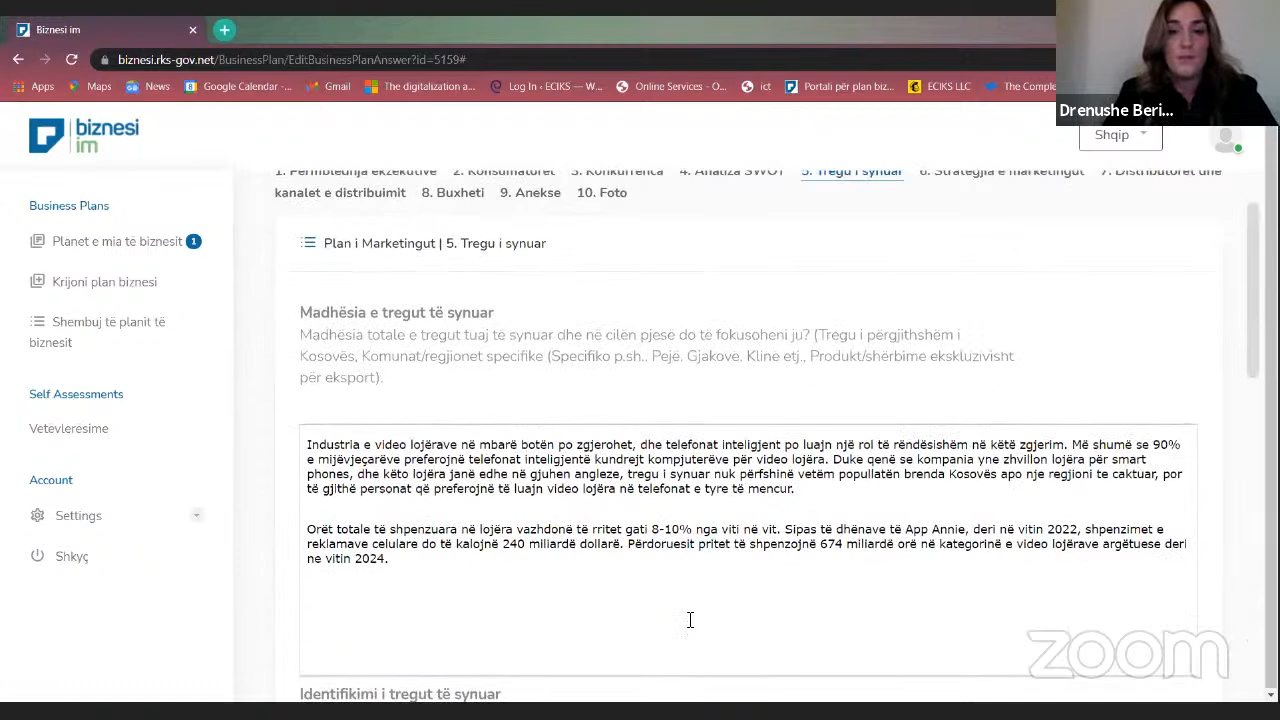 Biznesi im
biznesi.rks-gov.net/BusinessPlan/EditBusinessPlanAnswer?id=5159#
Apps Maps News Google Calendar -... Gmail The digitalization a... Log In ‹ ECIKS — W... Online Services - O... ict Portali për plan biz... ECIKS LLC The Comple
Drenushe Beri...
biznesi
im
Shqip
1. Përmbledhja ekzekutive 2. Konsumatorët 3. Konkurrenca 4. Analiza SWOT 5. Tregu i synuar 6. Strategjia e marketingut 7. Distributorët dhe
kanalet e distribuimit 8. Buxheti 9. Anekse 10. Foto
Business Plans
Planet e mia të biznesit 1
Krijoni plan biznesi
Shembuj të planit të
biznesit
Self Assessments
Vetëvlerësime
Account
Settings
Shkyç
Plan i Marketingut | 5. Tregu i synuar
Madhësia e tregut të synuar
Madhësia totale e tregut tuaj të synuar dhe në cilën pjesë do të fokusoheni ju? (Tregu i përgjithshëm i
Kosovës, Komunat/regjionet specifike (Specifiko p.sh.. Pejë. Gjakovë. Klinë etj., Produkt/shërbime ekskluzivisht
për eksport).
Industria e video lojërave në mbarë botën po zgjerohet, dhe telefonat inteligjent po luajn një rol të rëndësishëm në këtë zgjerim. Më shumë se 90%
e mijëvjeçarëve preferojnë telefonat inteligjentë kundrejt kompjuterëve për video lojëra. Duke qenë se kompania yne zhvillon lojëra për smart
phones, dhe këto lojëra janë edhe në gjuhen angleze, tregu i synuar nuk përfshinë vetëm popullatën brenda Kosovës apo nje regjioni te caktuar, por
të gjithë personat që preferojnë të luajn video lojëra në telefonat e tyre të mencur.
Orët totale të shpenzuara në lojëra vazhdonë të rritet gati 8-10% nga viti në vit. Sipas të dhënave të App Annie, deri në vitin 2022, shpenzimet e
reklamave celulare do të kalojnë 240 miliardë dollarë. Përdoruesit pritet të shpenzojnë 674 miliardë orë në kategorinë e video lojërave argëtuese deri
ne vitin 2024.
zoom
Identifikimi i tregut të synuar